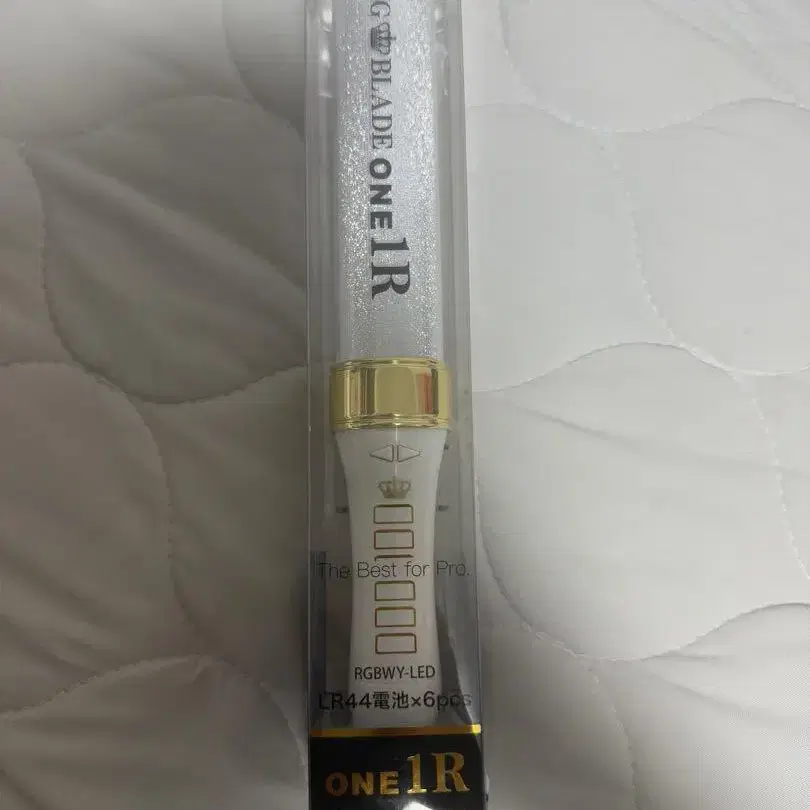 G BLADE ONE 1R
The Best for Pro.
RGBWY-LED
LR44電池×6pcs
ONE 1R